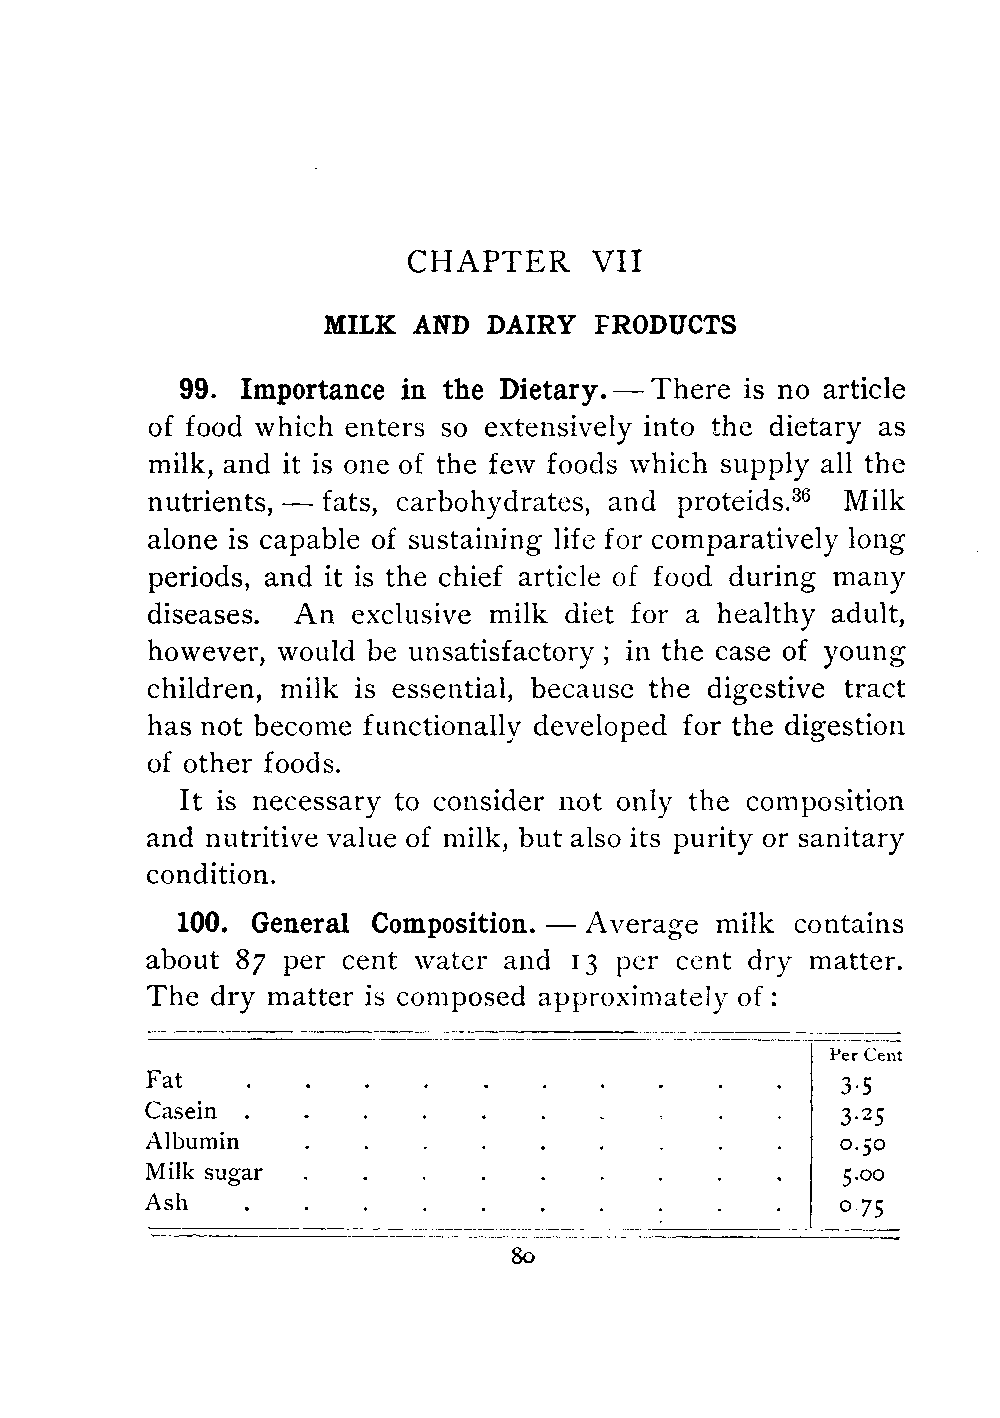 CHAPTER VII
MILK AND DAIRY PRODUCTS
99. Importance in the Dietary. — There is no article
of food which enters so extensively into the dietary as
milk, and it is one of the few foods which supply all the
nutrients, — fats, carbohydrates, and proteids.³⁶ Milk
alone is capable of sustaining life for comparatively long
periods, and it is the chief article of food during many
diseases. An exclusive milk diet for a healthy adult,
however, would be unsatisfactory ; in the case of young
children, milk is essential, because the digestive tract
has not become functionally developed for the digestion
of other foods.
It is necessary to consider not only the composition
and nutritive value of milk, but also its purity or sanitary
condition.
100. General Composition. — Average milk contains
about 87 per cent water and 13 per cent dry matter.
The dry matter is composed approximately of :
Per Cent
Fat . . . . . . . . . . 3.5
Casein . . . . . . . . . . 3.25
Albumin . . . . . . . . . 0.50
Milk sugar . . . . . . . . . 5.00
Ash . . . . . . . . . . 0.75
80